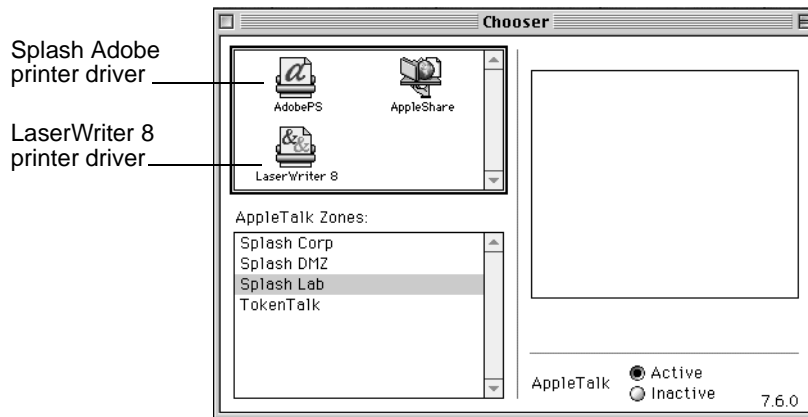 Chooser
Splash Adobe
printer driver
AdobePS
AppleShare
LaserWriter 8
printer driver
LaserWriter 8
AppleTalk Zones:
Splash Corp
Splash DMZ
Splash Lab
TokenTalk
AppleTalk
Active
Inactive
7.6.0